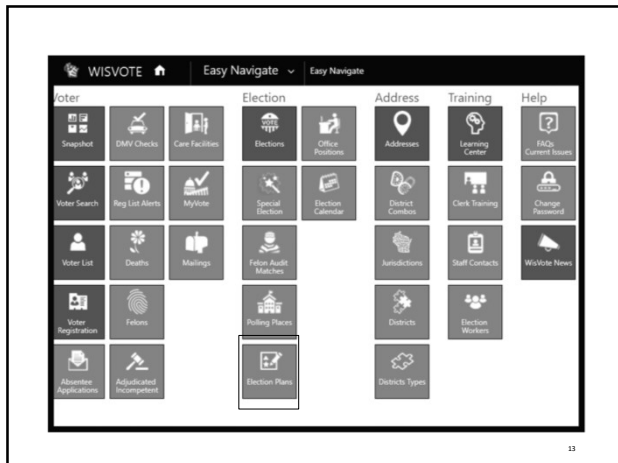 WISVOTE
Easy Navigate
Easy Navigate
Voter
Election
Address
Training
Help
Snapshot
DMV Checks
Care Facilities
VOTE
Elections
Office
Positions
Addresses
Learning
Center
FAQs
Current Issues
Voter Search
Reg List Alerts
MyVote
Special
Election
Election
Calendar
District
Combos
Clerk Training
Change
Password
Voter List
Deaths
Mailings
Felon Audit
Matches
Jurisdictions
Staff Contacts
WisVote News
Voter
Registration
Felons
Polling Places
Districts
Election
Workers
Absentee
Applications
Adjudicated
Incompetent
Election Plans
Districts Types
13